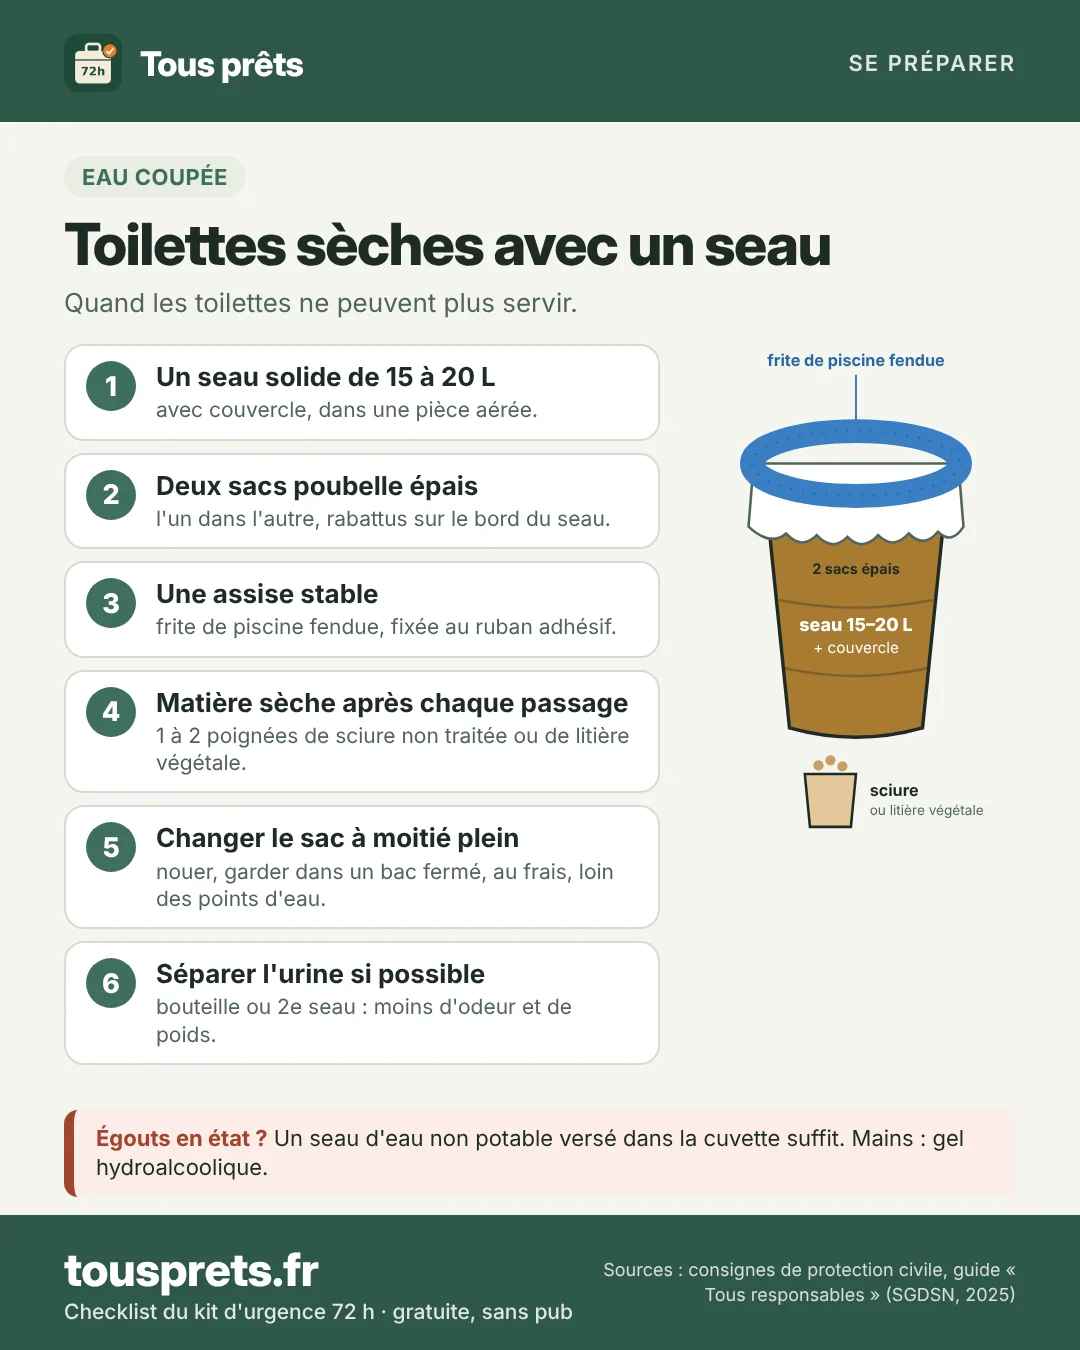 72h
Tous prêts
SE PRÉPARER
EAU COUPÉE
Toilettes sèches avec un seau
Quand les toilettes ne peuvent plus servir.
1
Un seau solide de 15 à 20 L
avec couvercle, dans une pièce aérée.
2
Deux sacs poubelle épais
l'un dans l'autre, rabattus sur le bord du seau.
3
Une assise stable
frite de piscine fendue, fixée au ruban adhésif.
4
Matière sèche après chaque passage
1 à 2 poignées de sciure non traitée ou de litière
végétale.
5
Changer le sac à moitié plein
nouer, garder dans un bac fermé, au frais, loin
des points d'eau.
6
Séparer l'urine si possible
bouteille ou 2e seau : moins d'odeur et de
poids.
frite de piscine fendue
2 sacs épais
seau 15–20 L
+ couvercle
sciure
ou litière végétale
Égouts en état ? Un seau d'eau non potable versé dans la cuvette suffit. Mains : gel
hydroalcoolique.
tousprets.fr
Checklist du kit d'urgence 72 h · gratuite, sans pub
Sources : consignes de protection civile, guide «
Tous responsables » (SGDSN, 2025)